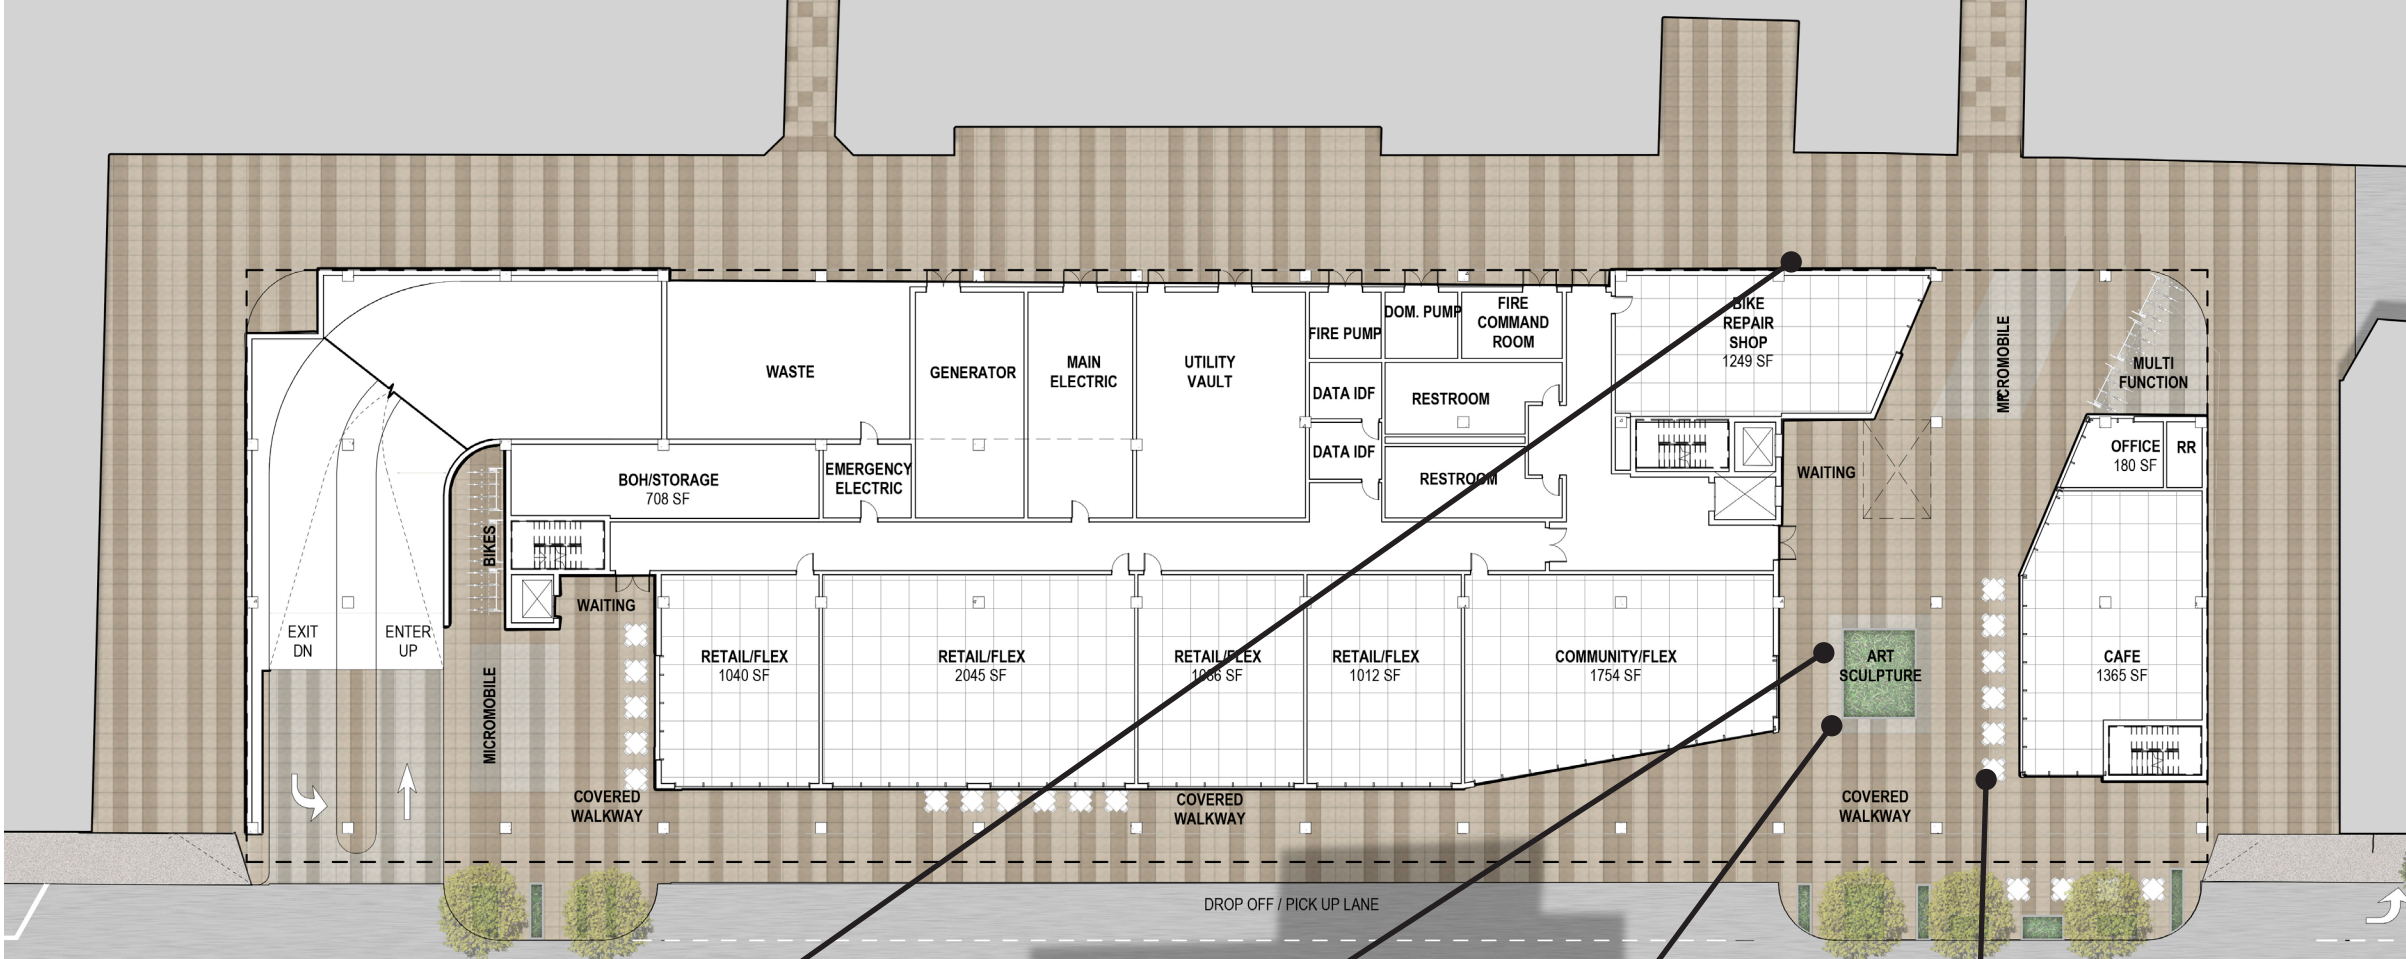 WASTE
GENERATOR
MAIN
ELECTRIC
UTILITY
VAULT
FIRE PUMP
DOM. PUMP
FIRE
COMMAND
ROOM
DATA IDF
DATA IDF
RESTROOM
RESTROOM
BIKE
REPAIR
SHOP
1249 SF
MICROMOBILE
MULTI
FUNCTION
OFFICE
180 SF
RR
WAITING
BOH/STORAGE
708 SF
EMERGENCY
ELECTRIC
BIKES
WAITING
EXIT
DN
ENTER
UP
MICROMOBILE
RETAIL/FLEX
1040 SF
RETAIL/FLEX
2045 SF
RETAIL/FLEX
SF
RETAIL/FLEX
1012 SF
COMMUNITY/FLEX
1754 SF
ART
SCULPTURE
CAFE
1365 SF
COVERED
WALKWAY
COVERED
WALKWAY
COVERED
WALKWAY
DROP OFF / PICK UP LANE